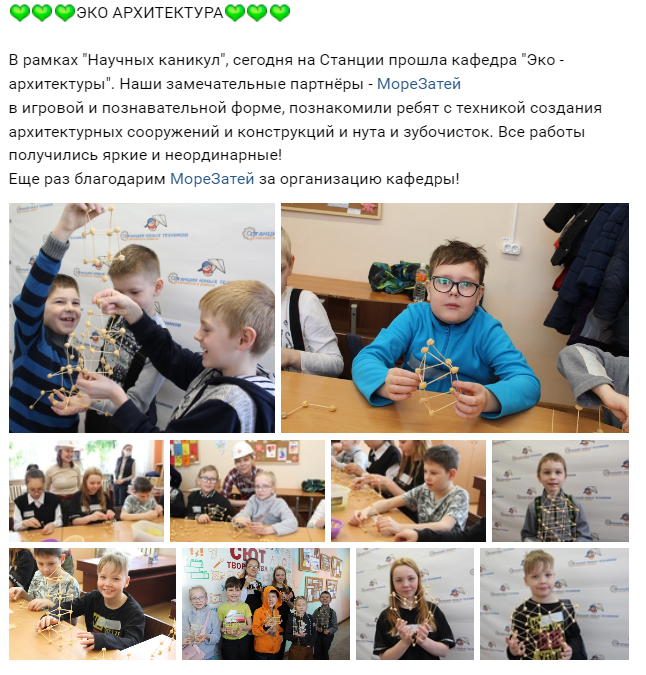 💚💚💚ЭКО АРХИТЕКТУРА💚💚💚
В рамках "Научных каникул", сегодня на Станции прошла кафедра "Эко -
архитектуры". Наши замечательные партнёры - МореЗатей
в игровой и познавательной форме, познакомили ребят с техникой создания
архитектурных сооружений и конструкций и нута и зубочисток. Все работы
получились яркие и неординарные!
Еще раз благодарим МореЗатей за организацию кафедры!
СЮТ